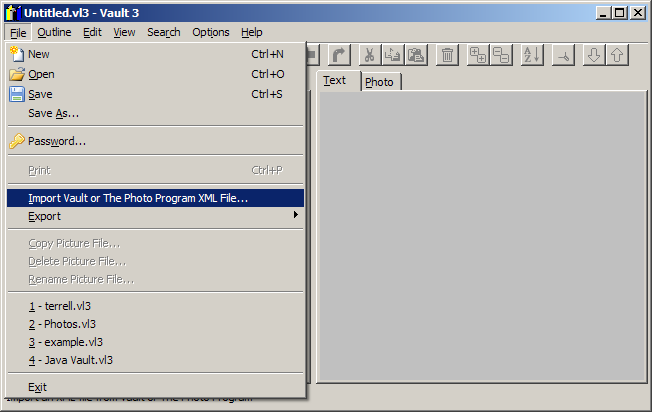 Untitled.vl3 - Vault 3
File Outline Edit View Search Options Help
New Ctrl+N
Open Ctrl+O
Save Ctrl+S
Save As...
Password...
Print Ctrl+P
Import Vault or The Photo Program XML File...
Export
Copy Picture File...
Delete Picture File...
Rename Picture File...
1 - terrell.vl3
2 - Photos.vl3
3 - example.vl3
4 - Java Vault.vl3
Exit
Text Photo
A
Z
Import an XML file from Vault or The Photo Program